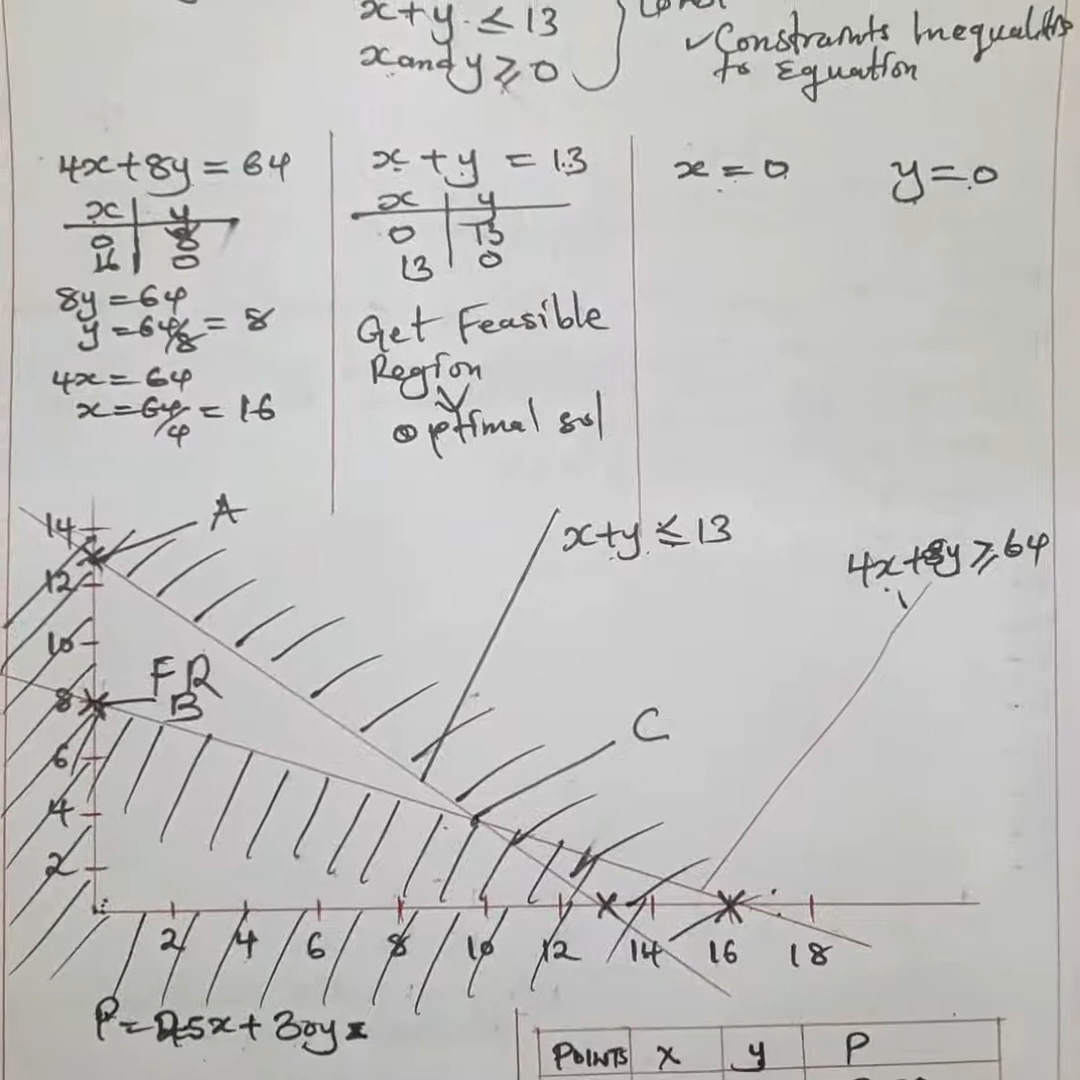 x+y ≤ 13
x and y ≥ 0
✓ Constraints Inequalities
to Equation
4x+8y = 64
x | y
0 | 8
16 | 0
8y = 64
y = 64/8 = 8
4x = 64
x = 64/4 = 16
x + y = 13
x | y
0 | 13
13 | 0
Get Feasible
Region
optimal sol
x = 0
y = 0
14
12
10
8
6
4
2
A
FR
B
x+y ≤ 13
C
4x+8y ≥ 64
2 4 6 8 10 12 14 16 18
P = 25x + 30y =
POINTS x y P